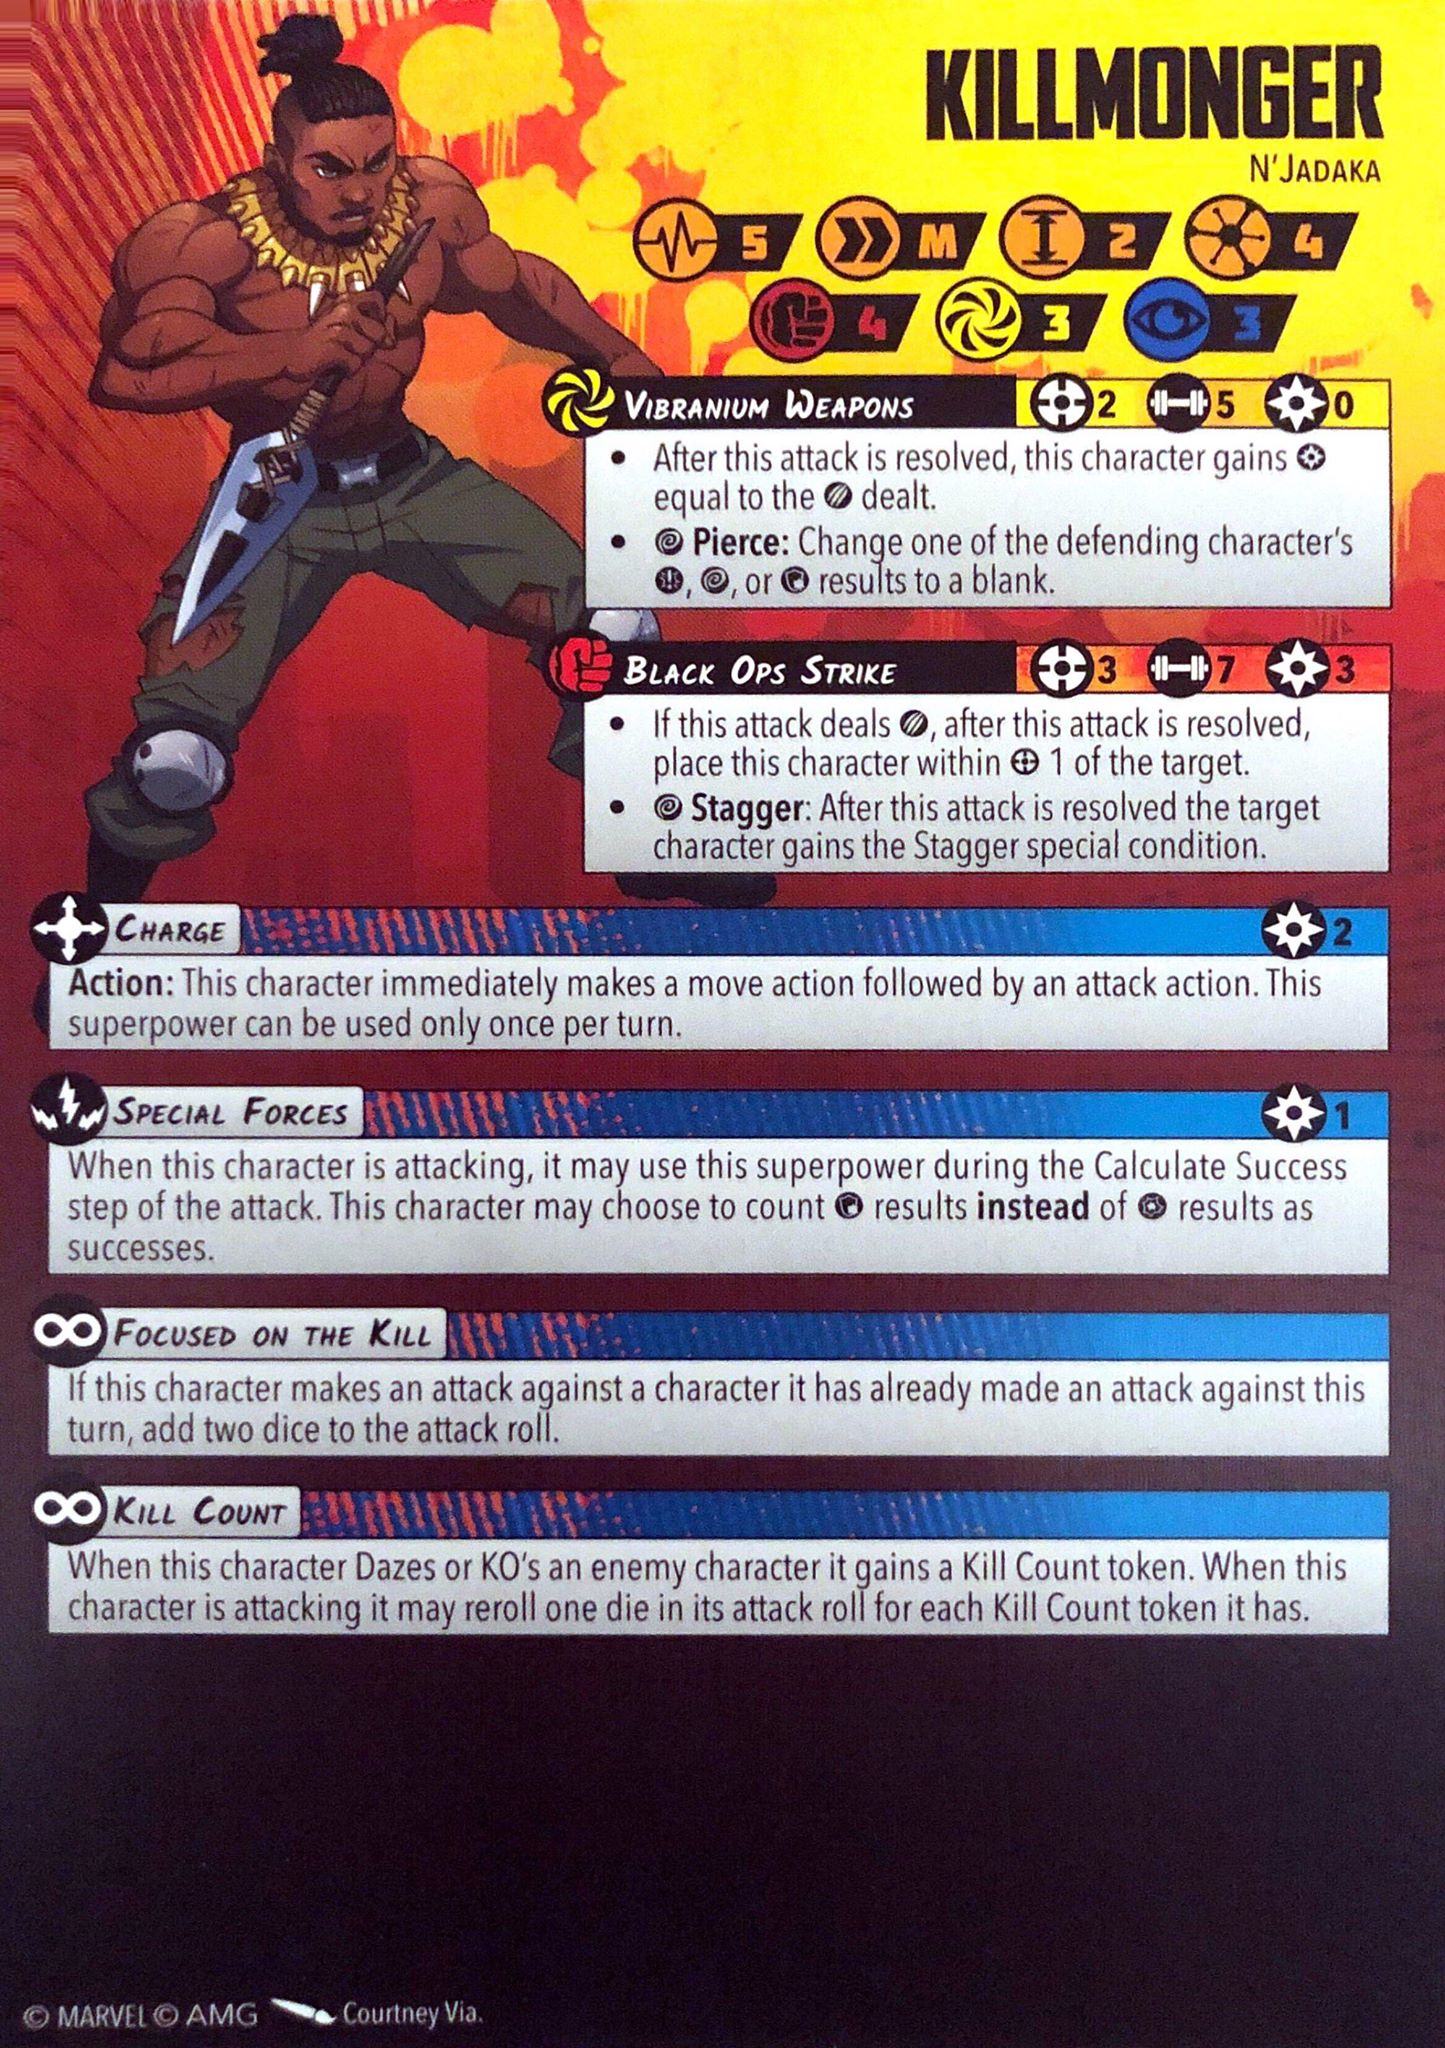 KILLMONGER
N'JADAKA
5 M 2 4
4 3 3
VIBRANIUM WEAPONS 2 5 0
• After this attack is resolved, this character gains
equal to the dealt.
• Pierce: Change one of the defending character's
, , or results to a blank.
BLACK OPS STRIKE 3 7 3
• If this attack deals , after this attack is resolved,
place this character within 1 of the target.
• Stagger: After this attack is resolved the target
character gains the Stagger special condition.
CHARGE 2
Action: This character immediately makes a move action followed by an attack action. This
superpower can be used only once per turn.
SPECIAL FORCES 1
When this character is attacking, it may use this superpower during the Calculate Success
step of the attack. This character may choose to count results instead of results as
successes.
FOCUSED ON THE KILL
If this character makes an attack against a character it has already made an attack against this
turn, add two dice to the attack roll.
KILL COUNT
When this character Dazes or KO's an enemy character it gains a Kill Count token. When this
character is attacking it may reroll one die in its attack roll for each Kill Count token it has.
© MARVEL © AMG Courtney Via.